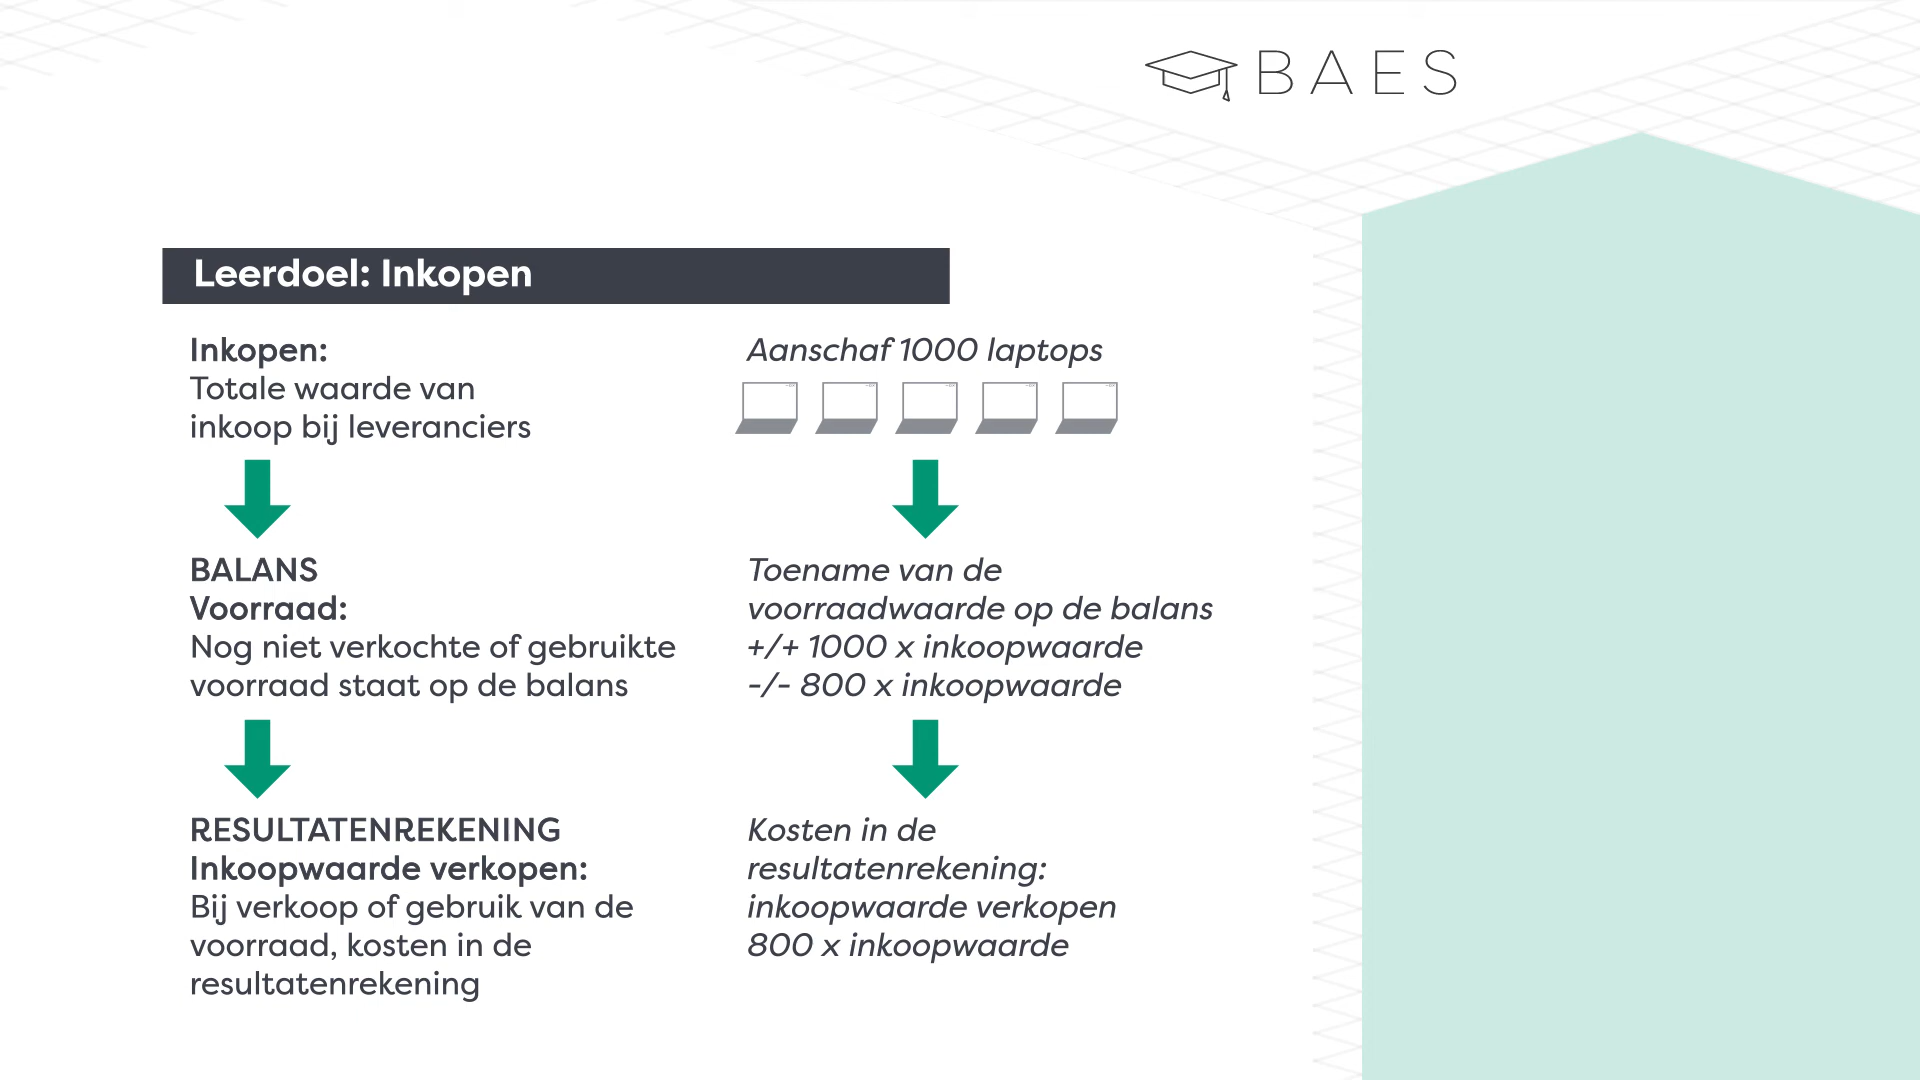 BAES
Leerdoel: Inkopen
Inkopen:
Totale waarde van
inkoop bij leveranciers
Aanschaf 1000 laptops
BALANS
Voorraad:
Nog niet verkochte of gebruikte
voorraad staat op de balans
Toename van de
voorraadwaarde op de balans
+/+ 1000 x inkoopwaarde
-/- 800 x inkoopwaarde
RESULTATENREKENING
Inkoopwaarde verkopen:
Bij verkoop of gebruik van de
voorraad, kosten in de
resultatenrekening
Kosten in de
resultatenrekening:
inkoopwaarde verkopen
800 x inkoopwaarde